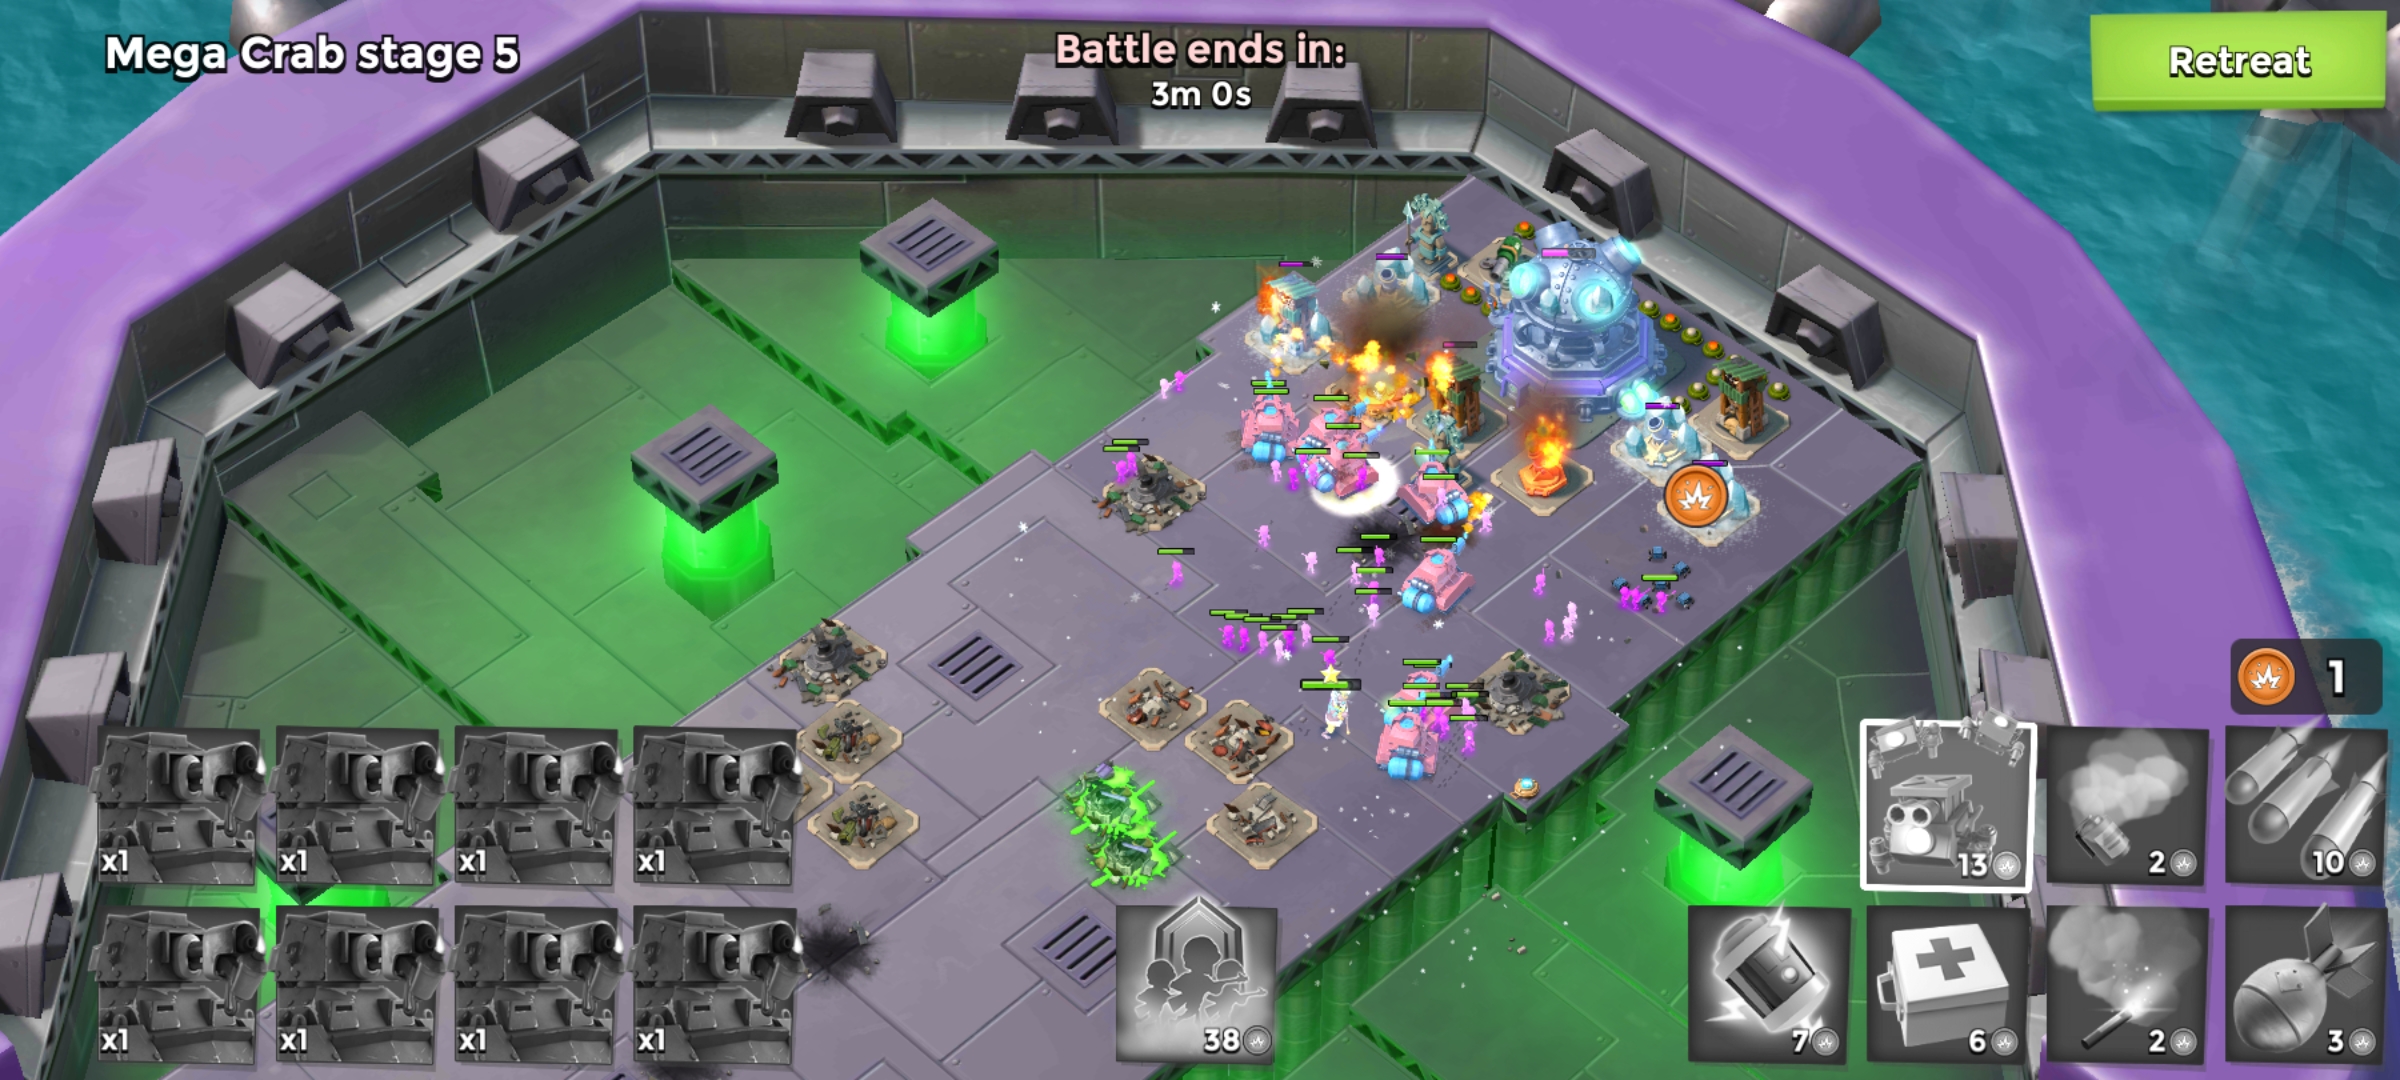 Mega Crab stage 5
Battle ends in:
3m 0s
Retreat
1
x1
x1
x1
x1
13
2
10
x1
x1
x1
x1
38
7
6
2
3